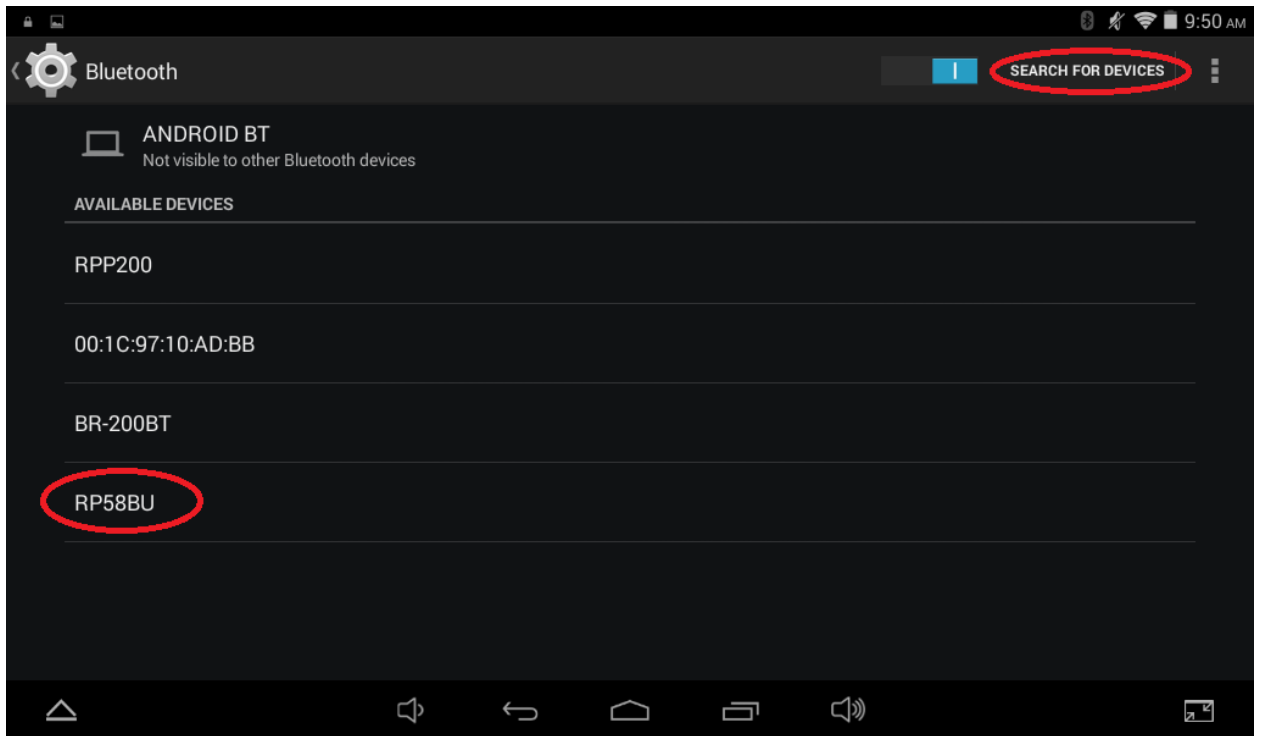 9:50 AM
Bluetooth
SEARCH FOR DEVICES
ANDROID BT
Not visible to other Bluetooth devices
AVAILABLE DEVICES
RPP200
00:1C:97:10:AD:BB
BR-200BT
RP58BU